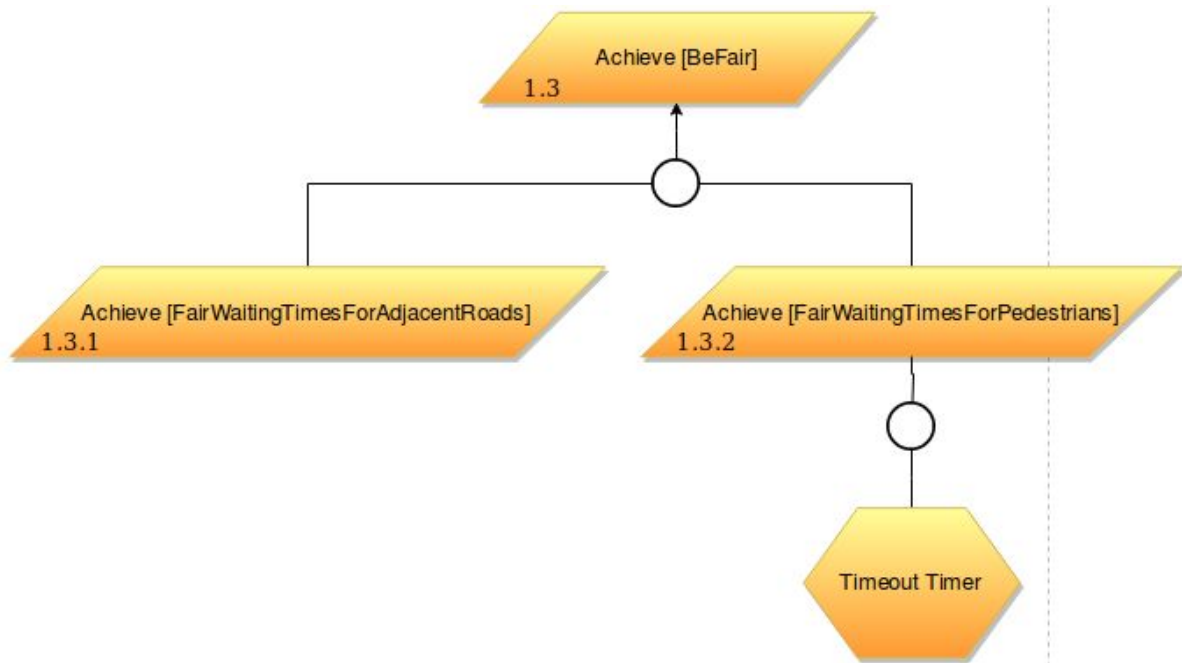 Achieve [BeFair]
1.3
Achieve [FairWaitingTimesForAdjacentRoads]
1.3.1
Achieve [FairWaitingTimesForPedestrians]
1.3.2
Timeout Timer